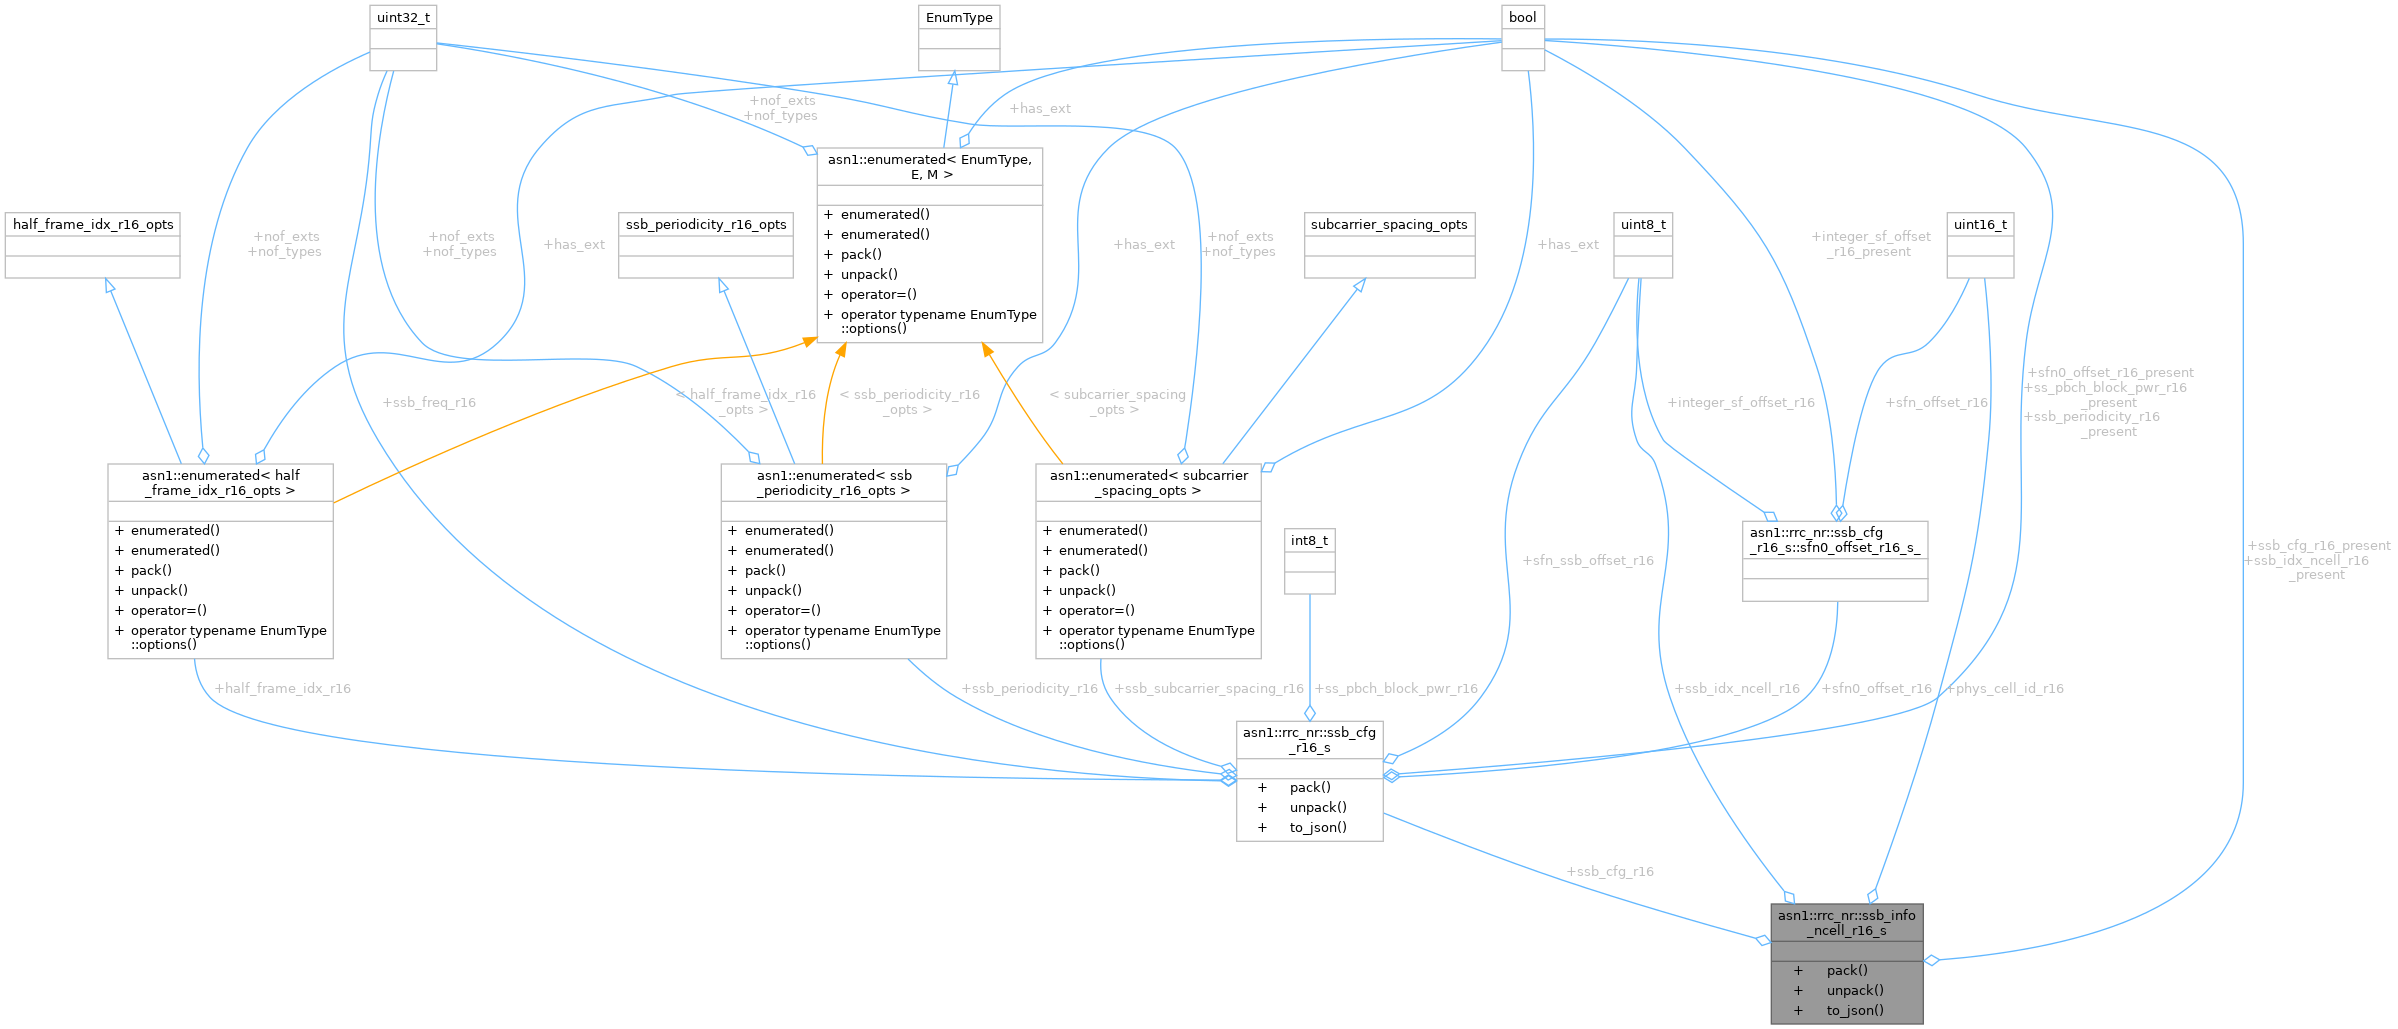 uint32_t
EnumType
bool
+nof_exts
+nof_types
+has_ext
asn1::enumerated< EnumType,
E, M >
+ enumerated()
+ enumerated()
+ pack()
+ unpack()
+ operator=()
+ operator typename EnumType
::options()
half_frame_idx_r16_opts
ssb_periodicity_r16_opts
subcarrier_spacing_opts
uint8_t
uint16_t
+nof_exts
+nof_types
+nof_exts
+nof_types
+has_ext
+has_ext
+nof_exts
+nof_types
+has_ext
+integer_sf_offset
_r16_present
+ssb_freq_r16
< half_frame_idx_r16
_opts >
< ssb_periodicity_r16
_opts >
< subcarrier_spacing
_opts >
+integer_sf_offset_r16
+sfn_offset_r16
+sfn0_offset_r16_present
+ss_pbch_block_pwr_r16
_present
+ssb_periodicity_r16
_present
asn1::enumerated< half
_frame_idx_r16_opts >
+ enumerated()
+ enumerated()
+ pack()
+ unpack()
+ operator=()
+ operator typename EnumType
::options()
asn1::enumerated< ssb
_periodicity_r16_opts >
+ enumerated()
+ enumerated()
+ pack()
+ unpack()
+ operator=()
+ operator typename EnumType
::options()
asn1::enumerated< subcarrier
_spacing_opts >
+ enumerated()
+ enumerated()
+ pack()
+ unpack()
+ operator=()
+ operator typename EnumType
::options()
int8_t
+sfn_ssb_offset_r16
asn1::rrc_nr::ssb_cfg
_r16_s::sfn0_offset_r16_s_
+ssb_cfg_r16_present
+ssb_idx_ncell_r16
_present
+half_frame_idx_r16
+ssb_periodicity_r16
+ssb_subcarrier_spacing_r16
+ss_pbch_block_pwr_r16
+ssb_idx_ncell_r16
+sfn0_offset_r16
+phys_cell_id_r16
asn1::rrc_nr::ssb_cfg
_r16_s
+ pack()
+ unpack()
+ to_json()
+ssb_cfg_r16
asn1::rrc_nr::ssb_info
_ncell_r16_s
+ pack()
+ unpack()
+ to_json()